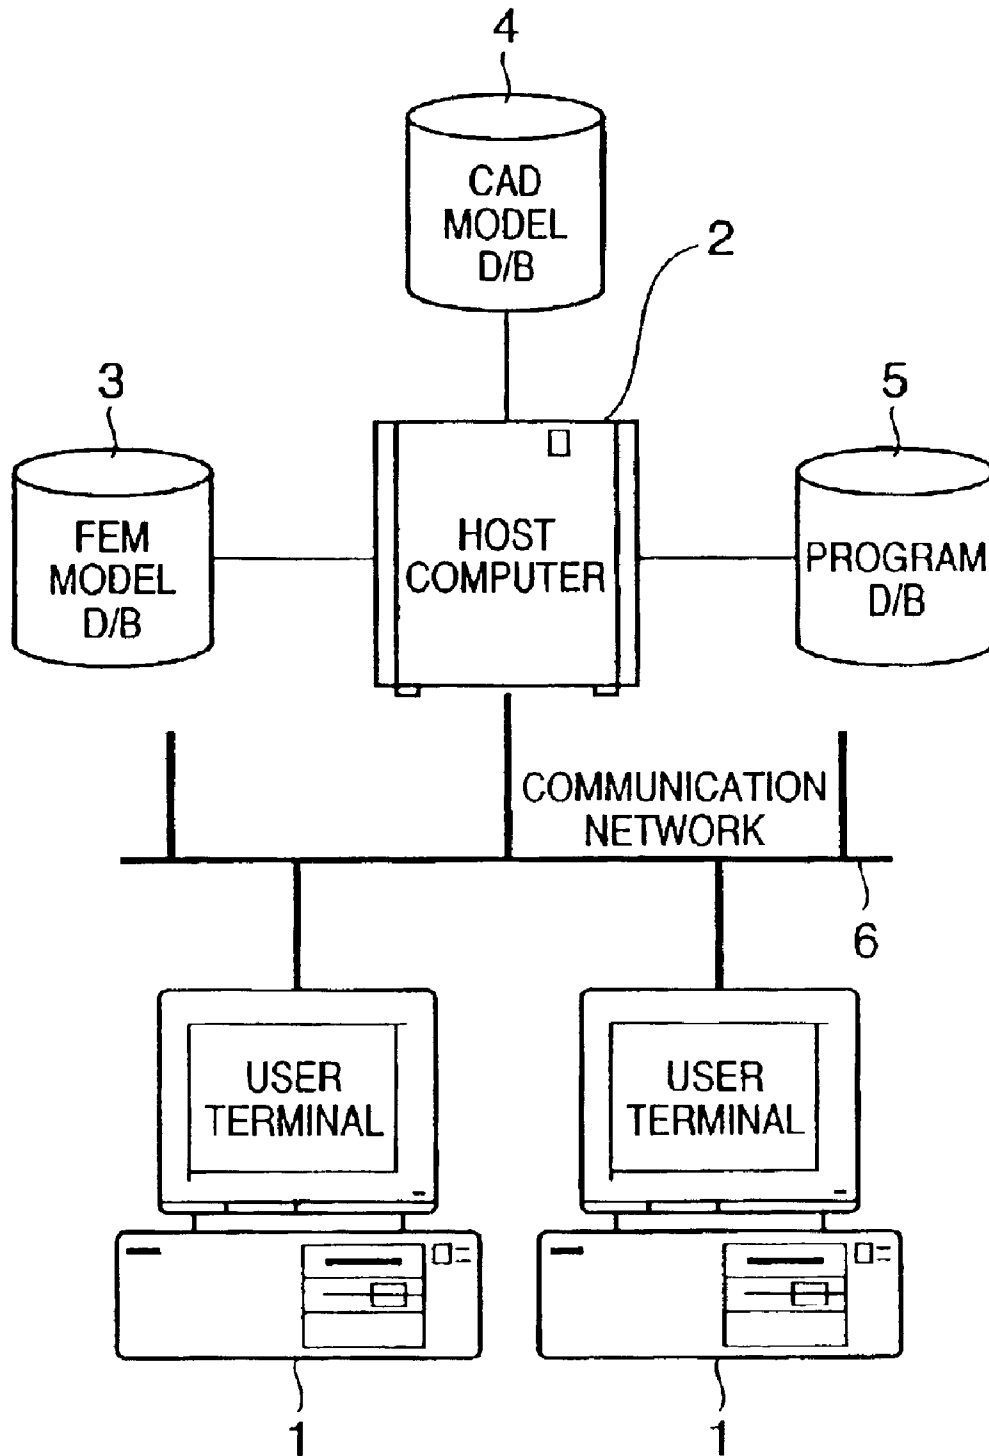 4
CAD
MODEL
D/B
2
3
5
FEM
MODEL
D/B
HOST
COMPUTER
PROGRAM
D/B
COMMUNICATION
NETWORK
6
USER
TERMINAL
USER
TERMINAL
1
1